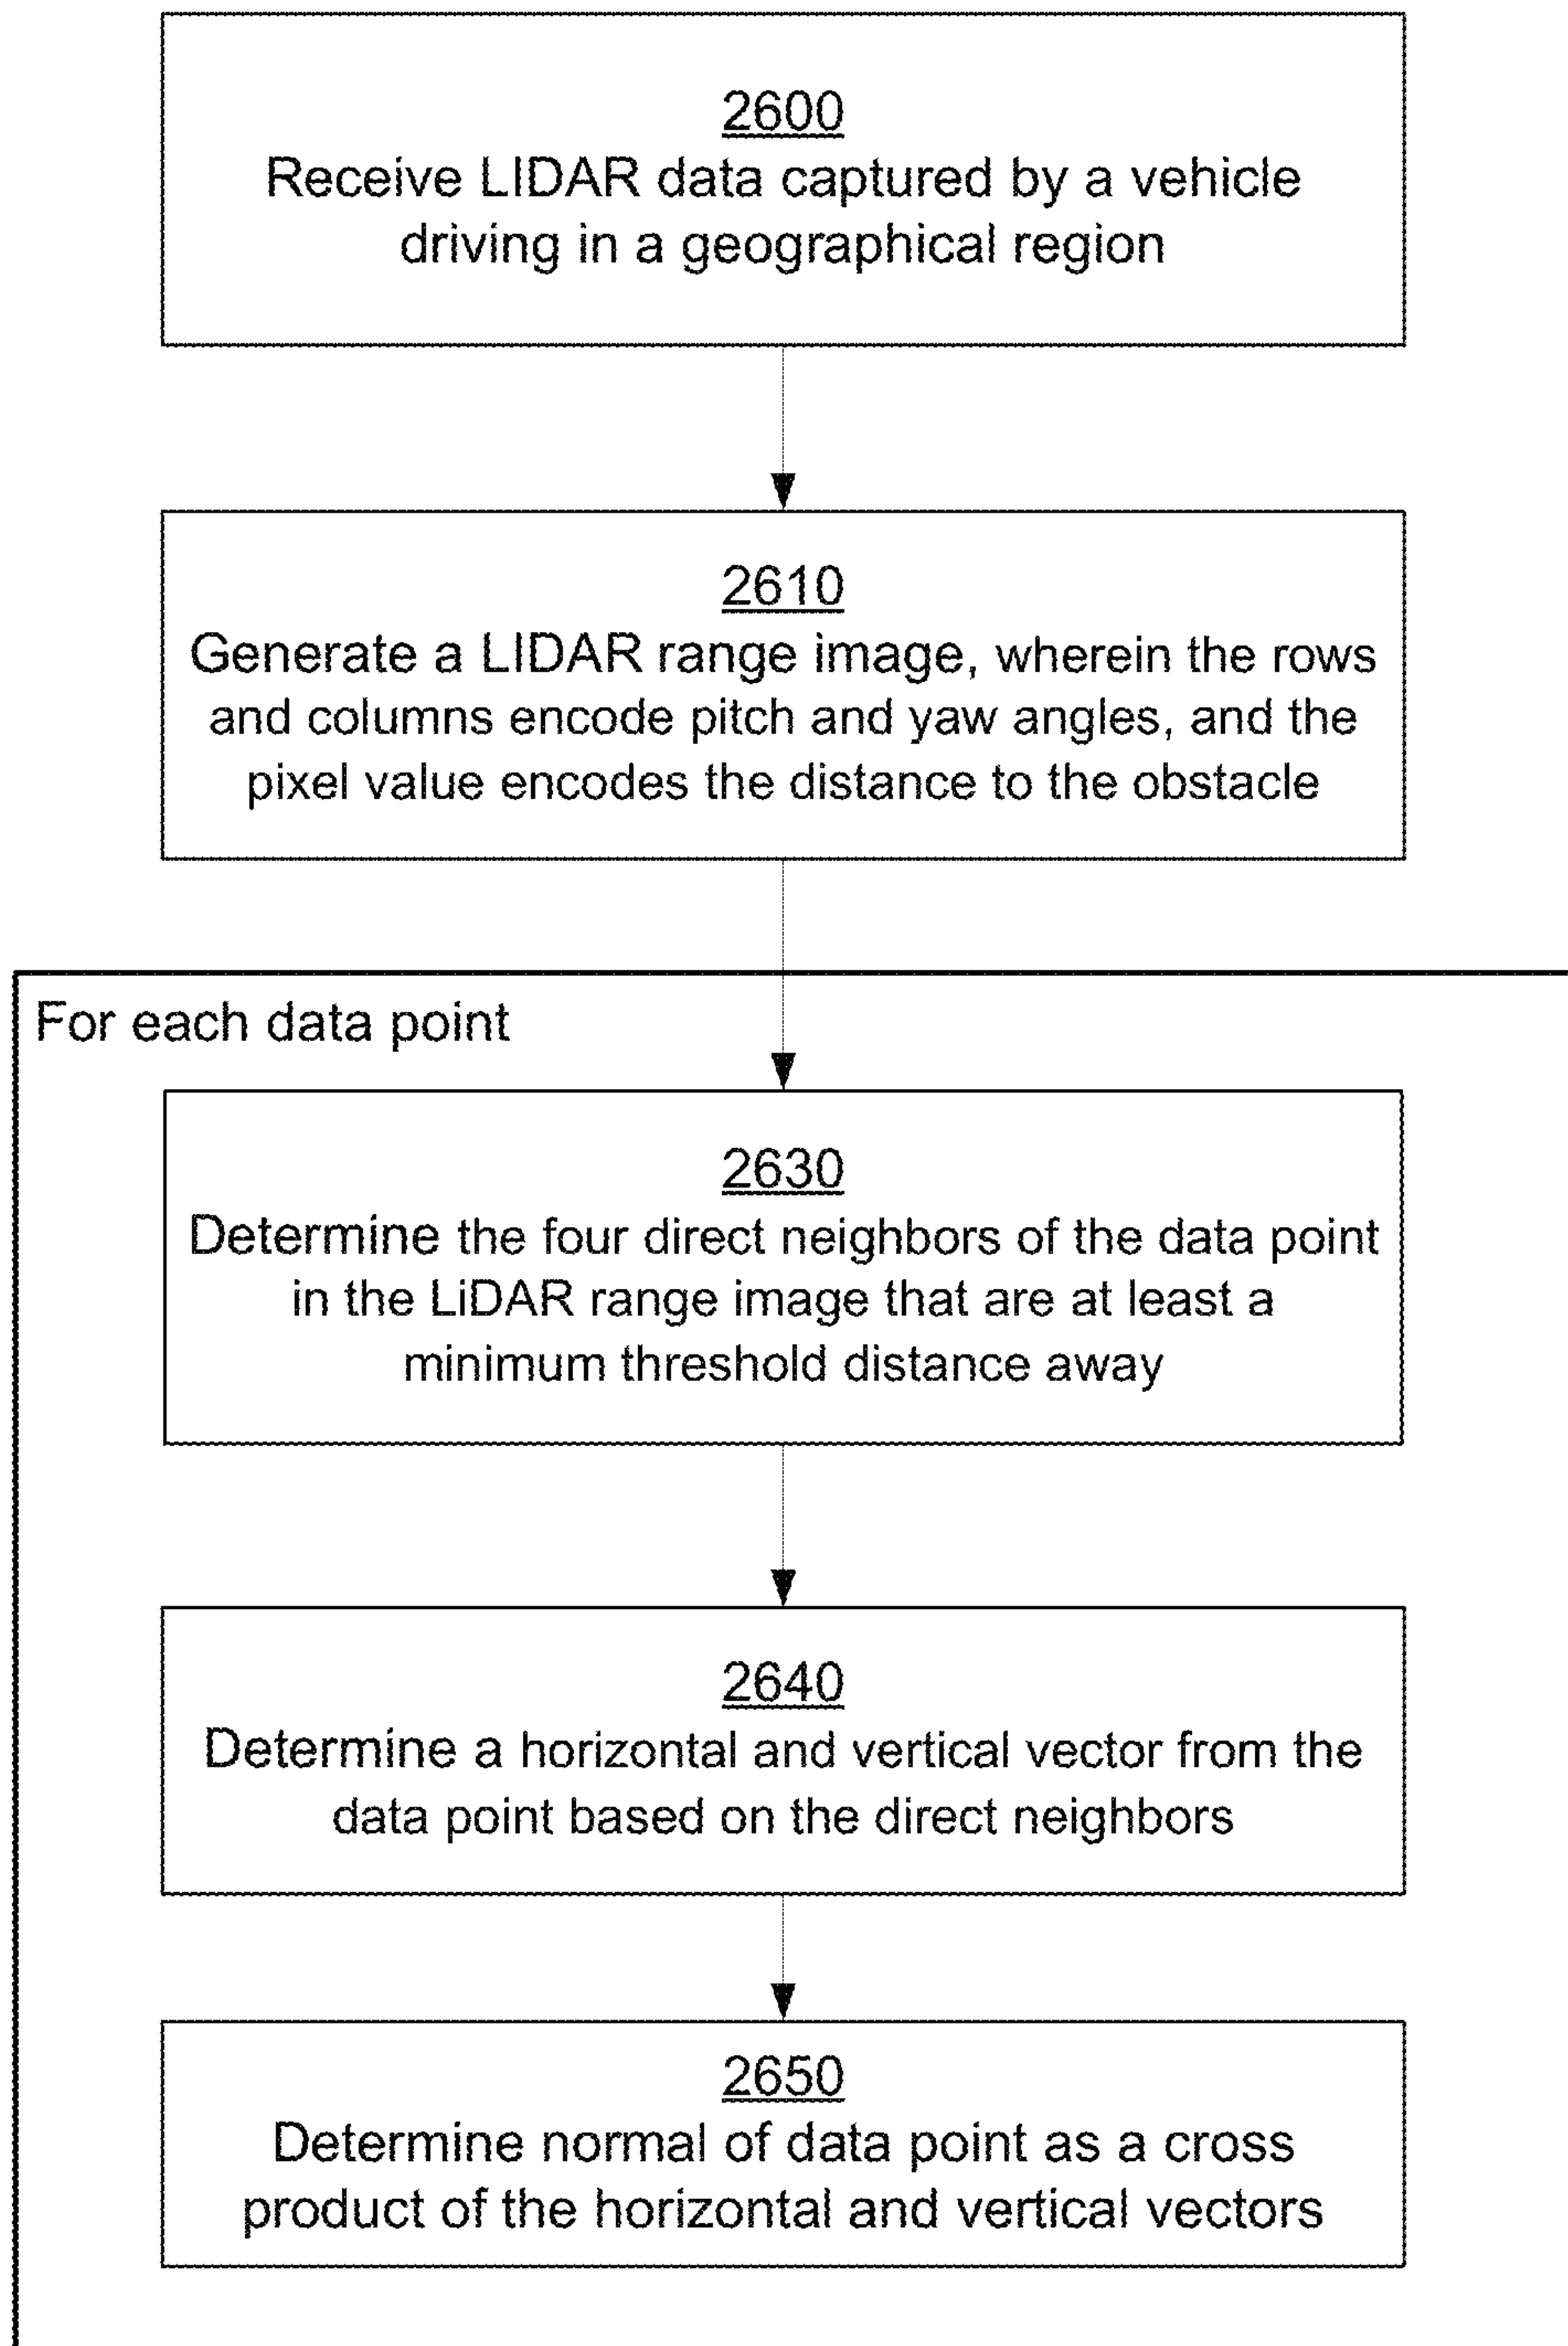 2600
Receive LIDAR data captured by a vehicle
driving in a geographical region
2610
Generate a LIDAR range image, wherein the rows
and columns encode pitch and yaw angles, and the
pixel value encodes the distance to the obstacle
For each data point
2630
Determine the four direct neighbors of the data point
in the LiDAR range image that are at least a
minimum threshold distance away
2640
Determine a horizontal and vertical vector from the
data point based on the direct neighbors
2650
Determine normal of data point as a cross
product of the horizontal and vertical vectors